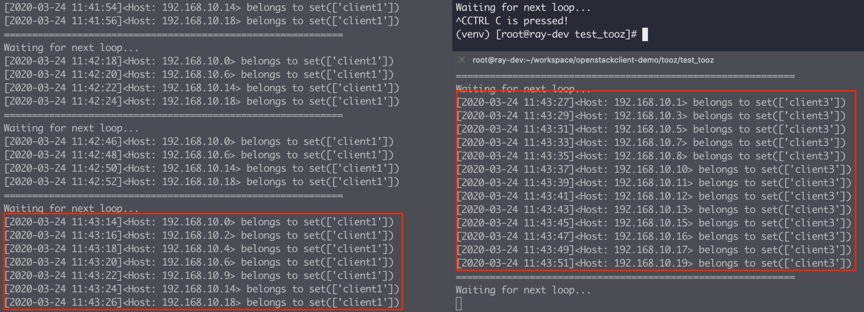 [2020-03-24 11:41:54]<Host: 192.168.10.14> belongs to set(['client1'])
[2020-03-24 11:41:56]<Host: 192.168.10.18> belongs to set(['client1'])
============================================================
Waiting for next loop...
[2020-03-24 11:42:18]<Host: 192.168.10.0> belongs to set(['client1'])
[2020-03-24 11:42:20]<Host: 192.168.10.6> belongs to set(['client1'])
[2020-03-24 11:42:22]<Host: 192.168.10.14> belongs to set(['client1'])
[2020-03-24 11:42:24]<Host: 192.168.10.18> belongs to set(['client1'])
============================================================
Waiting for next loop...
[2020-03-24 11:42:46]<Host: 192.168.10.0> belongs to set(['client1'])
[2020-03-24 11:42:48]<Host: 192.168.10.6> belongs to set(['client1'])
[2020-03-24 11:42:50]<Host: 192.168.10.14> belongs to set(['client1'])
[2020-03-24 11:42:52]<Host: 192.168.10.18> belongs to set(['client1'])
============================================================
Waiting for next loop...
[2020-03-24 11:43:14]<Host: 192.168.10.0> belongs to set(['client1'])
[2020-03-24 11:43:16]<Host: 192.168.10.2> belongs to set(['client1'])
[2020-03-24 11:43:18]<Host: 192.168.10.4> belongs to set(['client1'])
[2020-03-24 11:43:20]<Host: 192.168.10.6> belongs to set(['client1'])
[2020-03-24 11:43:22]<Host: 192.168.10.9> belongs to set(['client1'])
[2020-03-24 11:43:24]<Host: 192.168.10.14> belongs to set(['client1'])
[2020-03-24 11:43:26]<Host: 192.168.10.18> belongs to set(['client1'])
Waiting for next loop...
^CCTRL C is pressed!
(venv) [root@ray-dev test_tooz]#
× root@ray-dev:~/workspace/openstackclient-demo/tooz/test_tooz
============================================================
Waiting for next loop...
[2020-03-24 11:43:27]<Host: 192.168.10.1> belongs to set(['client3'])
[2020-03-24 11:43:29]<Host: 192.168.10.3> belongs to set(['client3'])
[2020-03-24 11:43:31]<Host: 192.168.10.5> belongs to set(['client3'])
[2020-03-24 11:43:33]<Host: 192.168.10.7> belongs to set(['client3'])
[2020-03-24 11:43:35]<Host: 192.168.10.8> belongs to set(['client3'])
[2020-03-24 11:43:37]<Host: 192.168.10.10> belongs to set(['client3'])
[2020-03-24 11:43:39]<Host: 192.168.10.11> belongs to set(['client3'])
[2020-03-24 11:43:41]<Host: 192.168.10.12> belongs to set(['client3'])
[2020-03-24 11:43:43]<Host: 192.168.10.13> belongs to set(['client3'])
[2020-03-24 11:43:45]<Host: 192.168.10.15> belongs to set(['client3'])
[2020-03-24 11:43:47]<Host: 192.168.10.16> belongs to set(['client3'])
[2020-03-24 11:43:49]<Host: 192.168.10.17> belongs to set(['client3'])
[2020-03-24 11:43:51]<Host: 192.168.10.19> belongs to set(['client3'])
============================================================
Waiting for next loop...